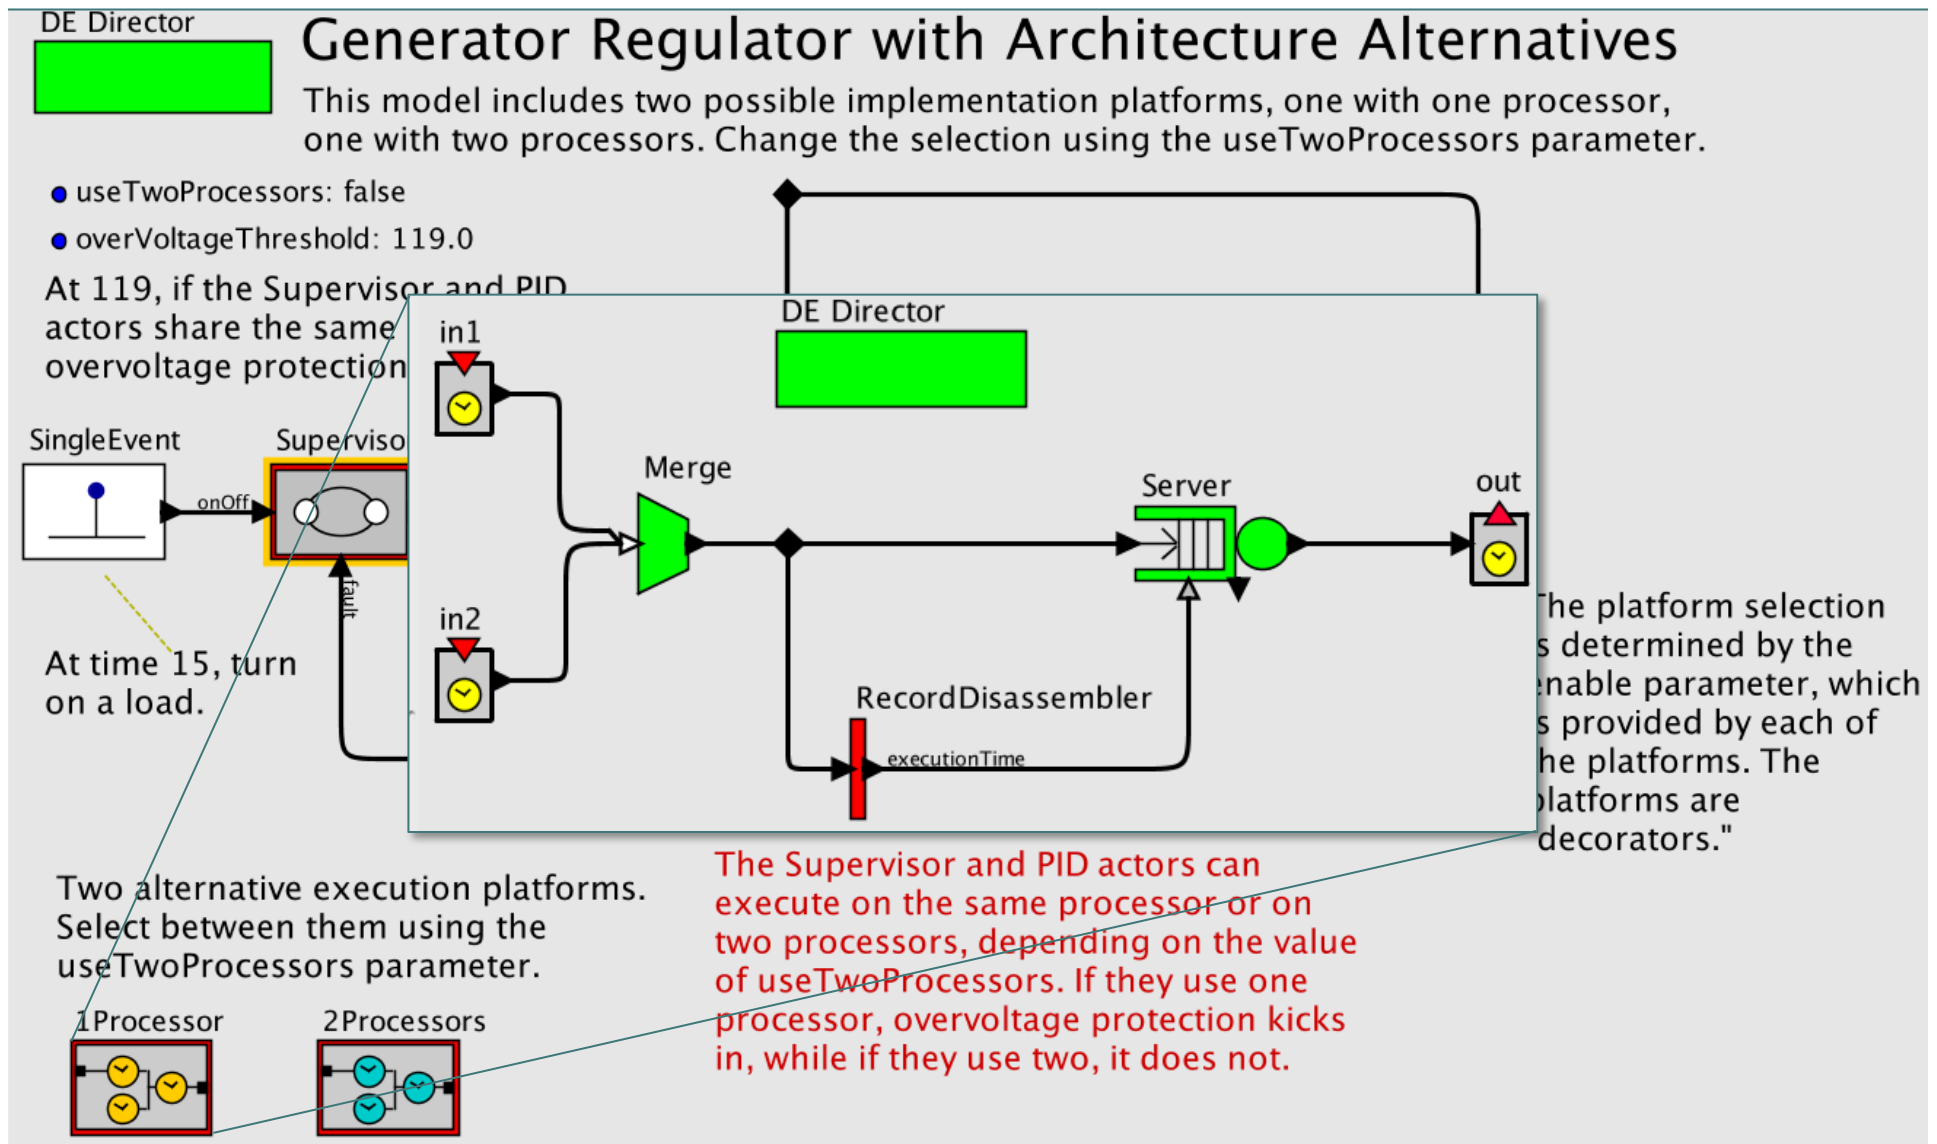 DE Director
Generator Regulator with Architecture Alternatives
This model includes two possible implementation platforms, one with one processor,
one with two processors. Change the selection using the useTwoProcessors parameter.
useTwoProcessors: false
overVoltageThreshold: 119.0
At 119, if the Supervisor and PID
actors share the same
overvoltage protection
SingleEvent
onOff
Superviso
fault
At time 15, turn
on a load.
DE Director
in1
Merge
Server
out
in2
RecordDisassembler
executionTime
The platform selection
s determined by the
enable parameter, which
s provided by each of
he platforms. The
platforms are
decorators."
Two alternative execution platforms.
Select between them using the
useTwoProcessors parameter.
1Processor
2Processors
The Supervisor and PID actors can
execute on the same processor or on
two processors, depending on the value
of useTwoProcessors. If they use one
processor, overvoltage protection kicks
in, while if they use two, it does not.